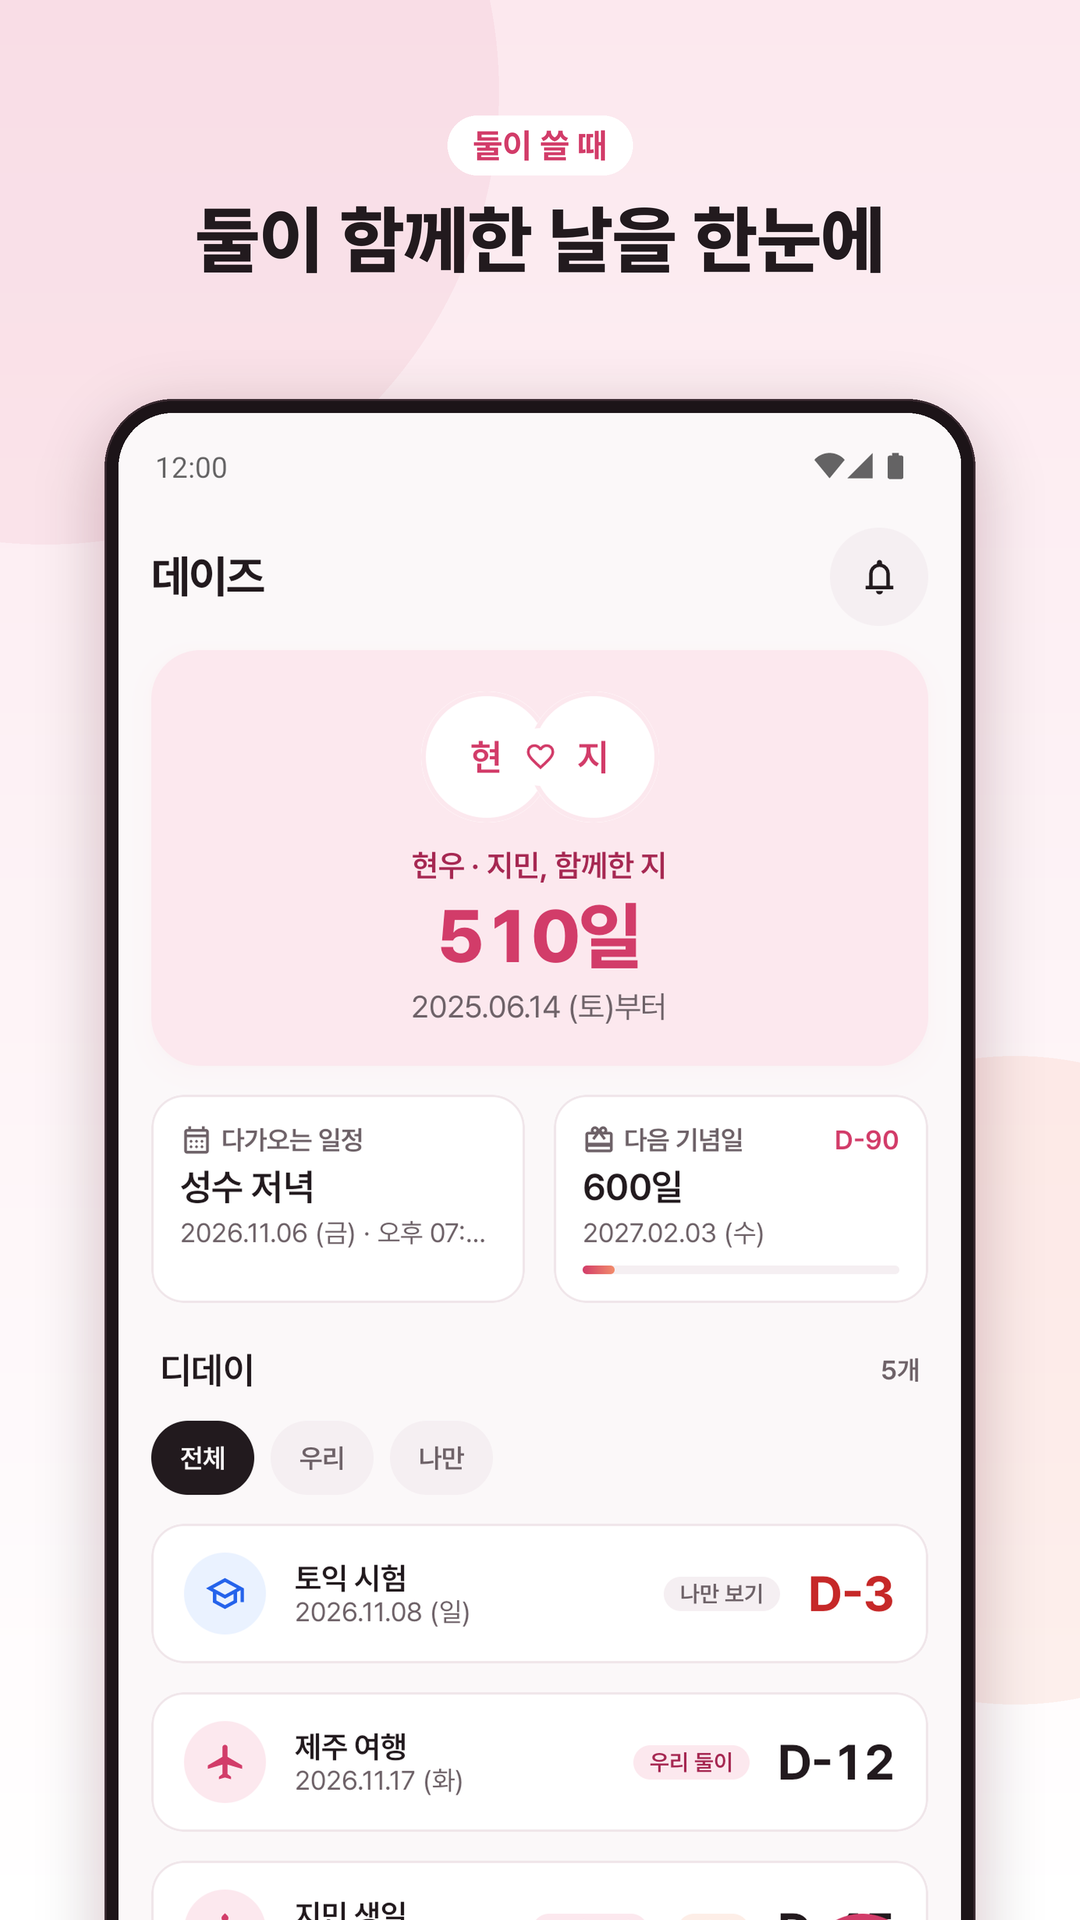 둘이 쓸 때
둘이 함께한 날을 한눈에
12:00
데이즈
현 지
현우 · 지민, 함께한 지
510일
2025.06.14 (토)부터
다가오는 일정
성수 저녁
2026.11.06 (금) · 오후 07:...
다음 기념일 D-90
600일
2027.02.03 (수)
디데이 5개
전체 우리 나만
토익 시험
2026.11.08 (일)
나만 보기 D-3
제주 여행
2026.11.17 (화)
우리 둘이 D-12
지민 생일